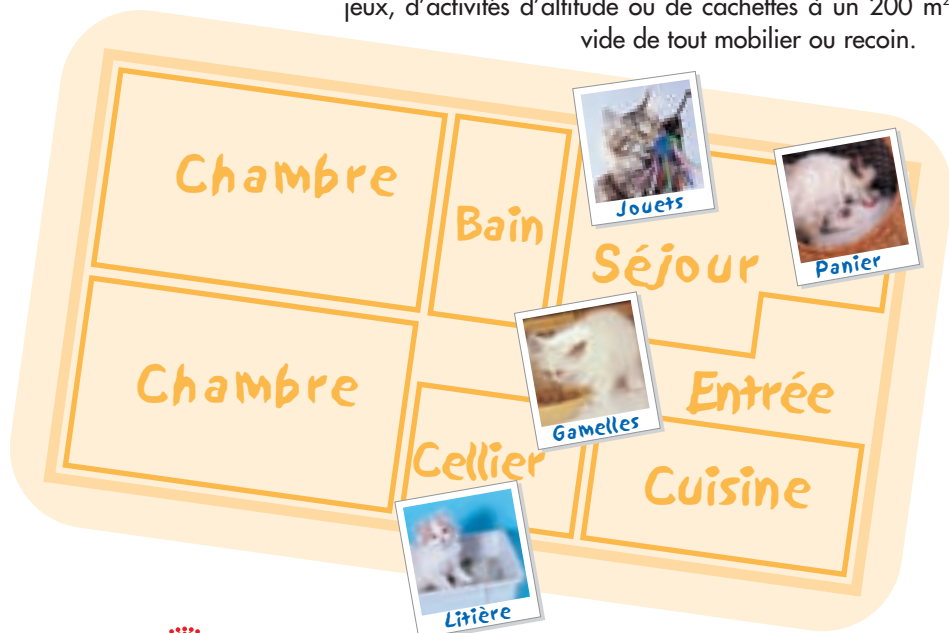 jeux, d'activités d'altitude ou de cachettes à un 200 m²
vide de tout mobilier ou recoin.
Chambre
Bain
Jouets
Séjour
Panier
Chambre
Gamelles
Entrée
Cellier
Cuisine
Litière